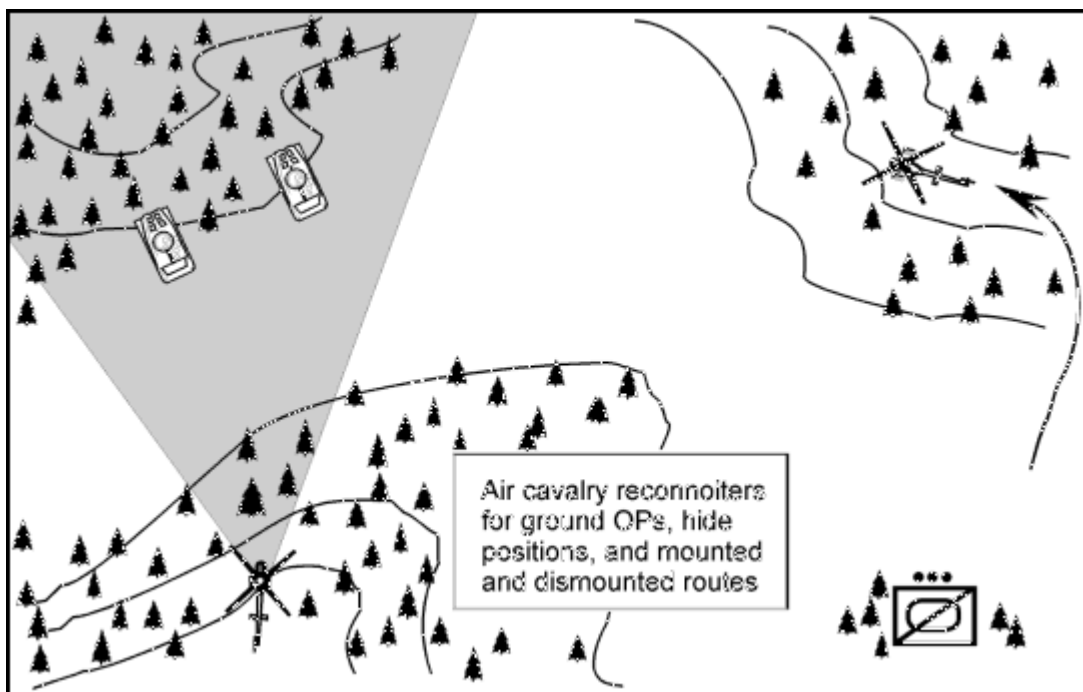 Air cavalry reconnoiters
for ground OPs, hide
positions, and mounted
and dismounted routes